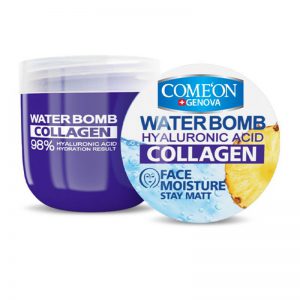 WATER BOMB
COLLAGEN
98% HYALURONIC ACID
HYDRATION RESULT
COME'ON
GENOVA
WATER BOMB
HYALURONIC ACID
COLLAGEN
FACE
MOISTURE
STAY MATT